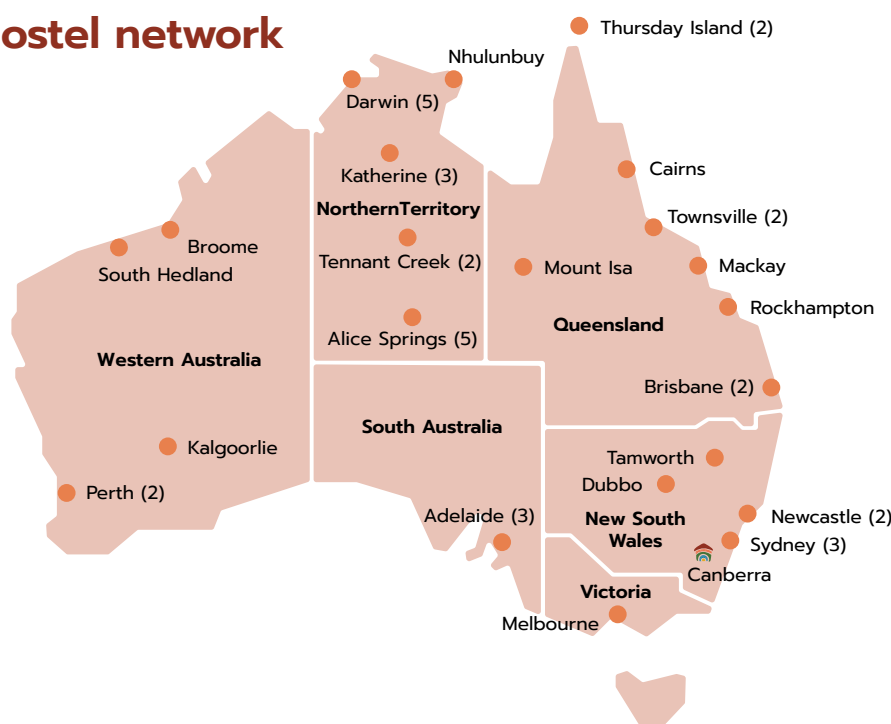 ostel network
Thursday Island (2)
Nhulunbuy
Darwin (5)
Cairns
Katherine (3)
NorthernTerritory
Townsville (2)
Broome
South Hedland
Tennant Creek (2)
Mount Isa
Mackay
Rockhampton
Queensland
Alice Springs (5)
Western Australia
Brisbane (2)
South Australia
Kalgoorlie
Tamworth
Dubbo
Perth (2)
Adelaide (3)
New South
Wales
Newcastle (2)
Sydney (3)
Canberra
Victoria
Melbourne